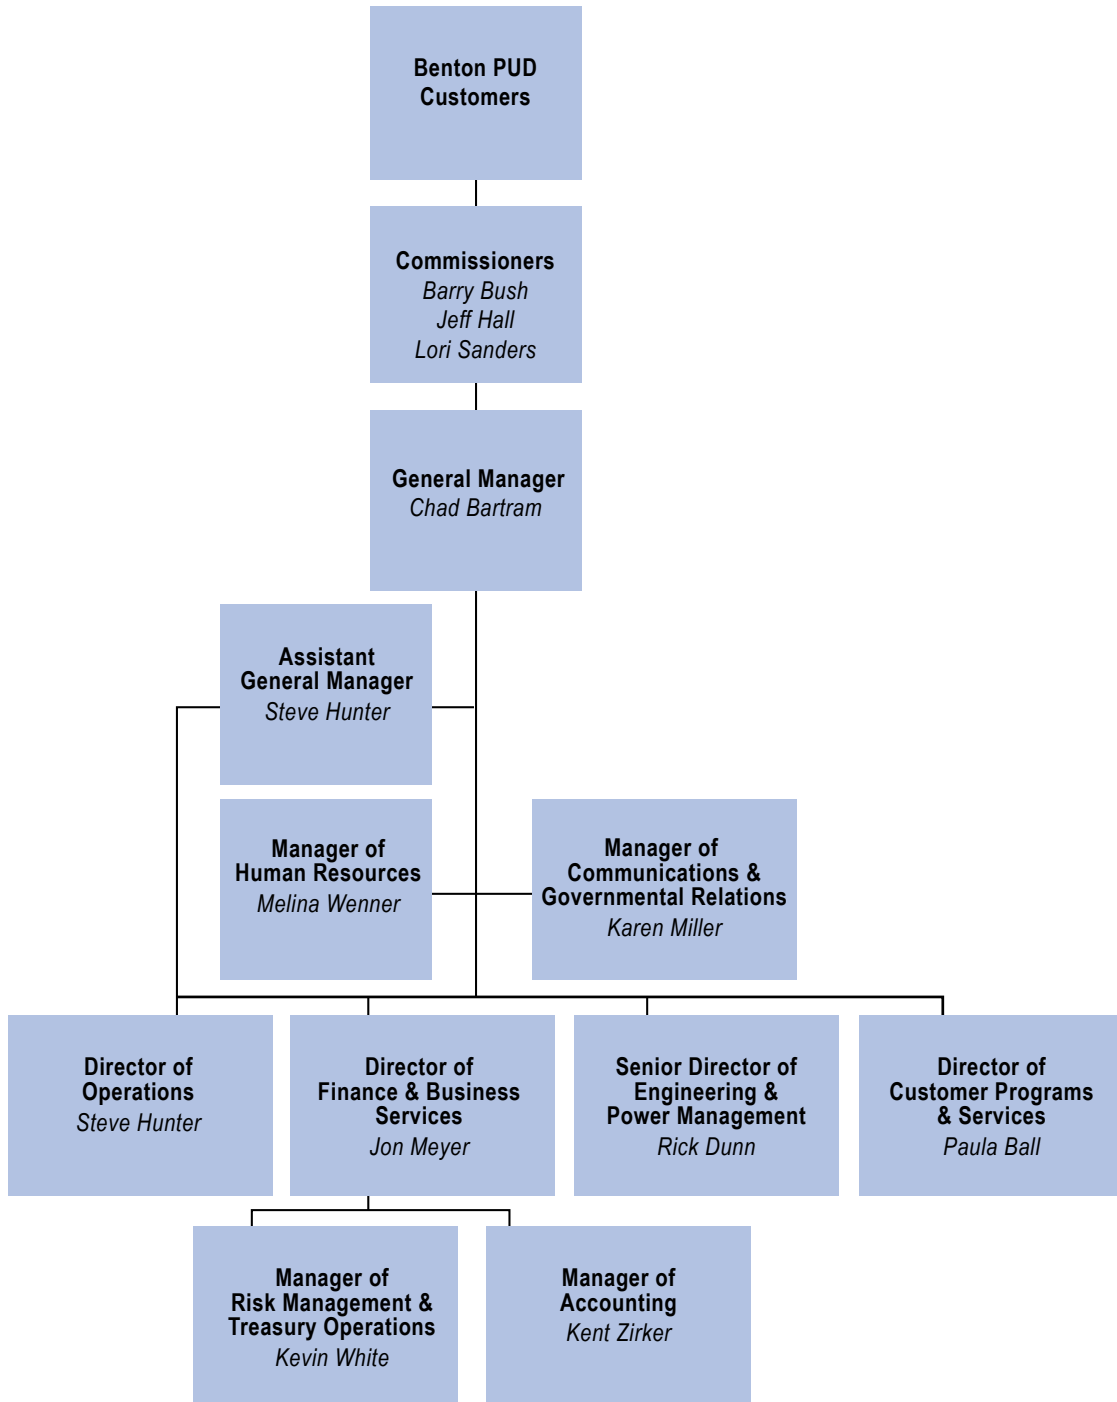 Benton PUD
Customers
Commissioners
Barry Bush
Jeff Hall
Lori Sanders
General Manager
Chad Bartram
Assistant
General Manager
Steve Hunter
Manager of
Human Resources
Melina Wenner
Manager of
Communications &
Governmental Relations
Karen Miller
Director of
Operations
Steve Hunter
Director of
Finance & Business
Services
Jon Meyer
Senior Director of
Engineering &
Power Management
Rick Dunn
Director of
Customer Programs
& Services
Paula Ball
Manager of
Risk Management &
Treasury Operations
Kevin White
Manager of
Accounting
Kent Zirker